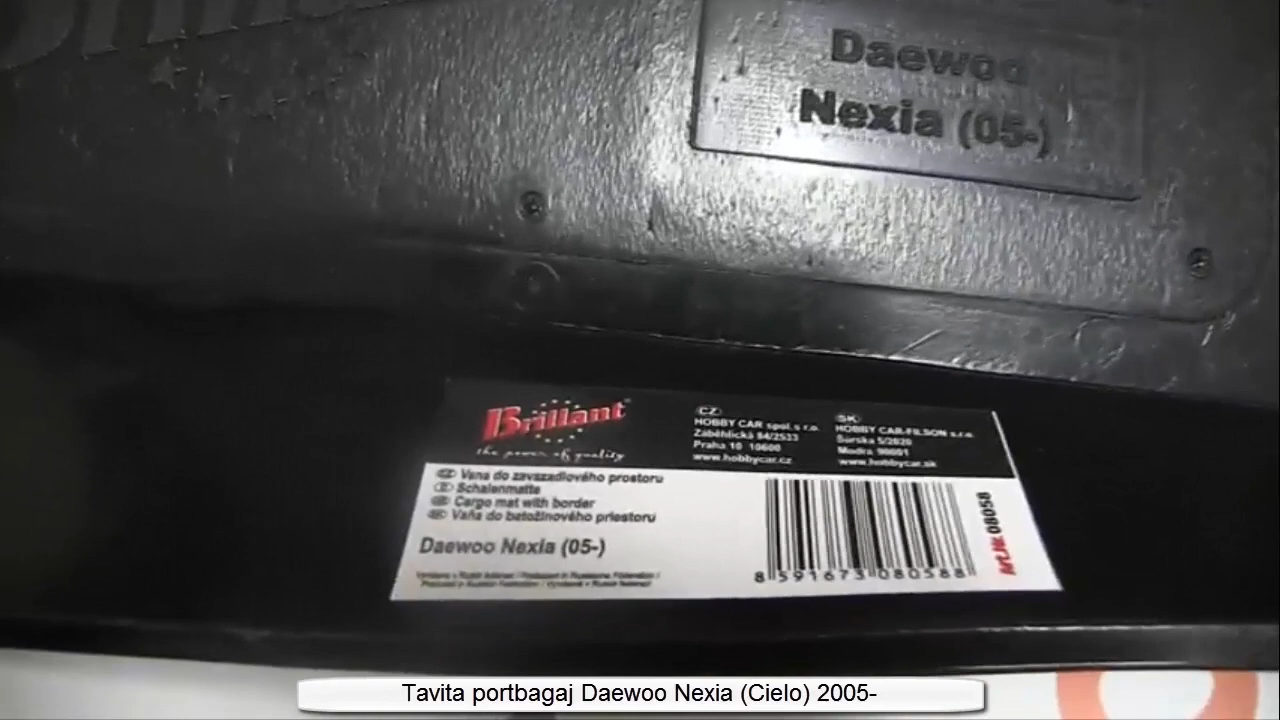 Daewoo
Nexia (05-)
Brillant
the power of quality
CZ
HOBBY CAR spol.s r.o.
Záběhlická 84/2533
Praha 10 10600
www.hobbycar.cz
SK
HOBBY CAR-FILSON s.r.o.
Šúrska 5/2820
Modra 90001
www.hobbycar.sk
Vana do zavazadlového prostoru
Schalenmatte
Cargo mat with border
Vaňa do batožinového priestoru
Daewoo Nexia (05-)
8 591673 080588
Art.Nr. 08058
Tavita portbagaj Daewoo Nexia (Cielo) 2005-